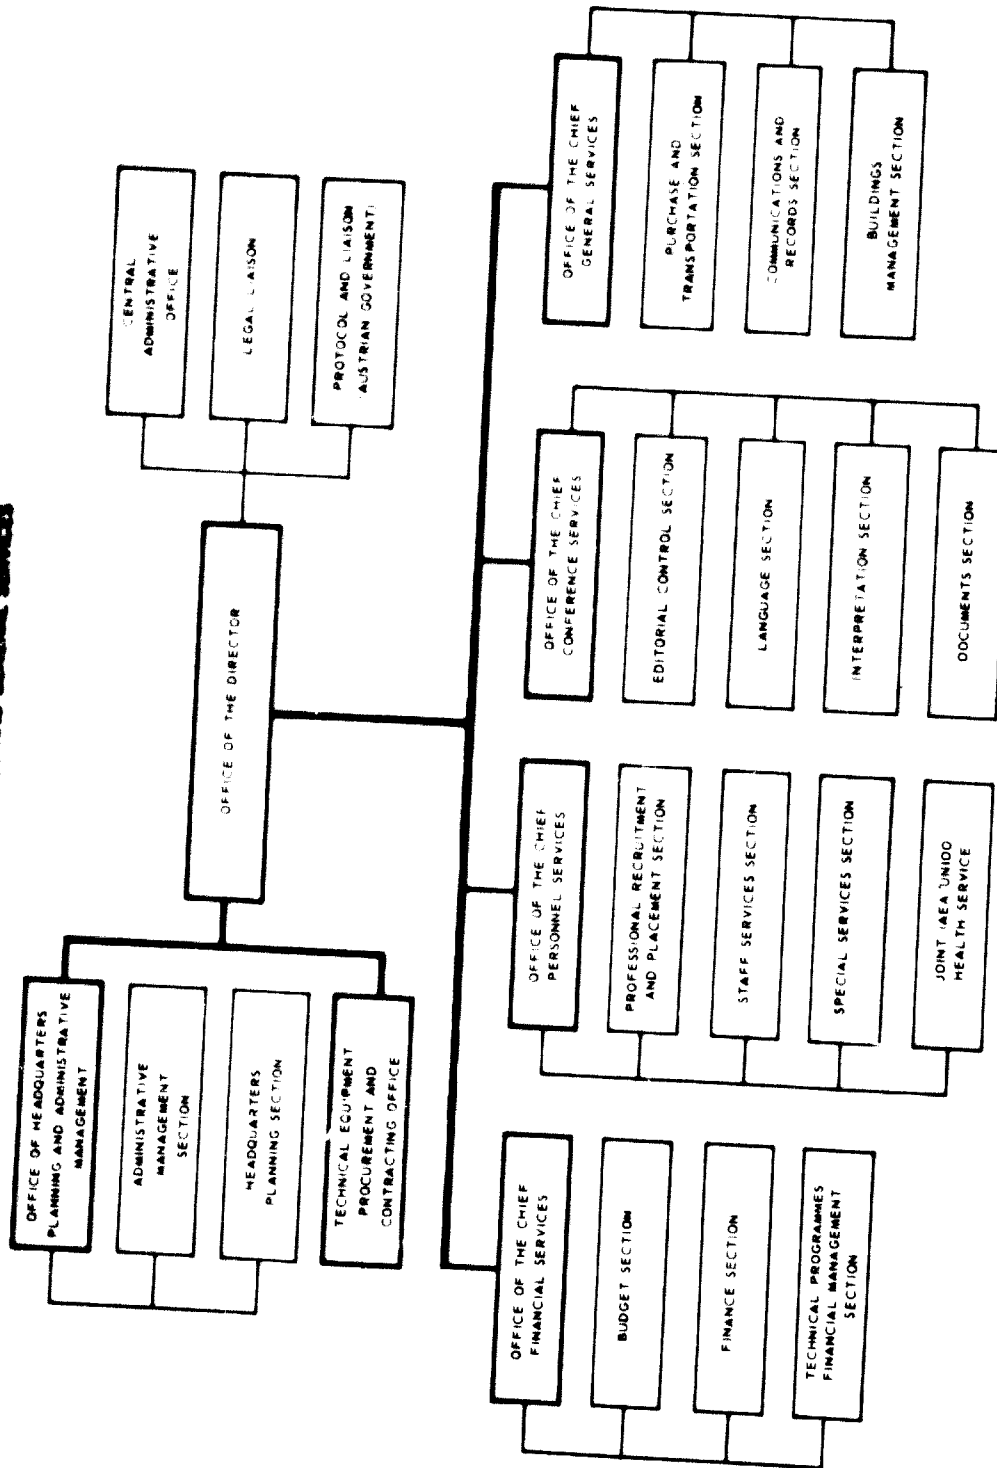 GENERAL SERVICES
CENTRAL
ADMINISTRATIVE
OFFICE
LEGAL LIAISON
PROTOCOL AND LIAISON
(AUSTRIAN GOVERNMENT)
OFFICE OF THE DIRECTOR
OFFICE OF HEADQUARTERS
PLANNING AND ADMINISTRATIVE
MANAGEMENT
ADMINISTRATIVE
MANAGEMENT
SECTION
HEADQUARTERS
PLANNING SECTION
TECHNICAL EQUIPMENT
PROCUREMENT AND
CONTRACTING OFFICE
OFFICE OF THE CHIEF
FINANCIAL SERVICES
BUDGET SECTION
FINANCE SECTION
TECHNICAL PROGRAMMES
FINANCIAL MANAGEMENT
SECTION
OFFICE OF THE CHIEF
PERSONNEL SERVICES
PROFESSIONAL RECRUITMENT
AND PLACEMENT SECTION
STAFF SERVICES SECTION
SPECIAL SERVICES SECTION
JOINT IAEA/UNIDO
HEALTH SERVICE
OFFICE OF THE CHIEF
CONFERENCE SERVICES
EDITORIAL CONTROL SECTION
LANGUAGE SECTION
INTERPRETATION SECTION
DOCUMENTS SECTION
OFFICE OF THE CHIEF
GENERAL SERVICES
PURCHASE AND
TRANSPORTATION SECTION
COMMUNICATIONS AND
RECORDS SECTION
BUILDINGS
MANAGEMENT SECTION